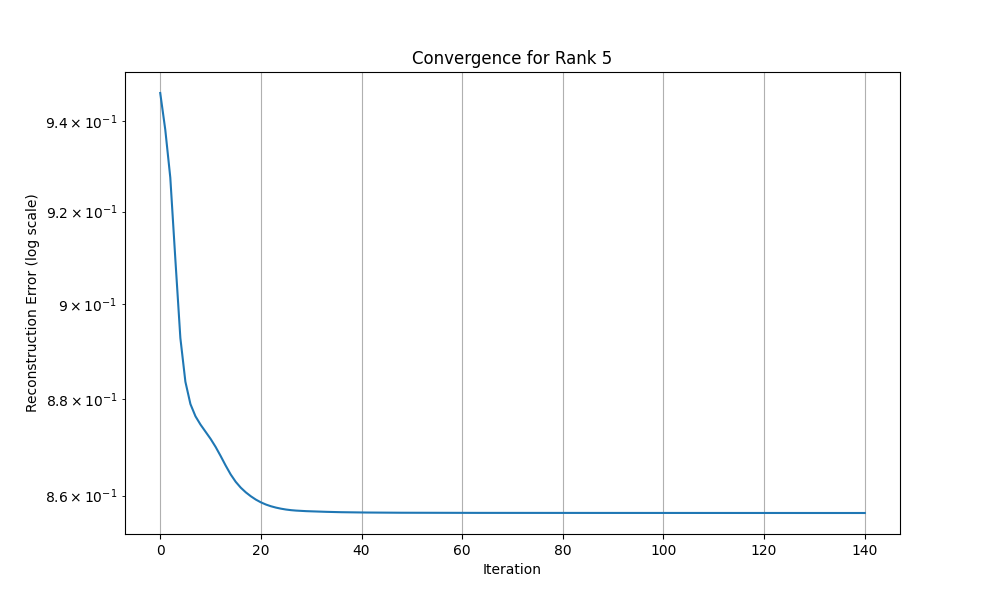 Convergence for Rank 5
Reconstruction Error (log scale)
9.4 × 10⁻¹
9.2 × 10⁻¹
9 × 10⁻¹
8.8 × 10⁻¹
8.6 × 10⁻¹
0 20 40 60 80 100 120 140
Iteration